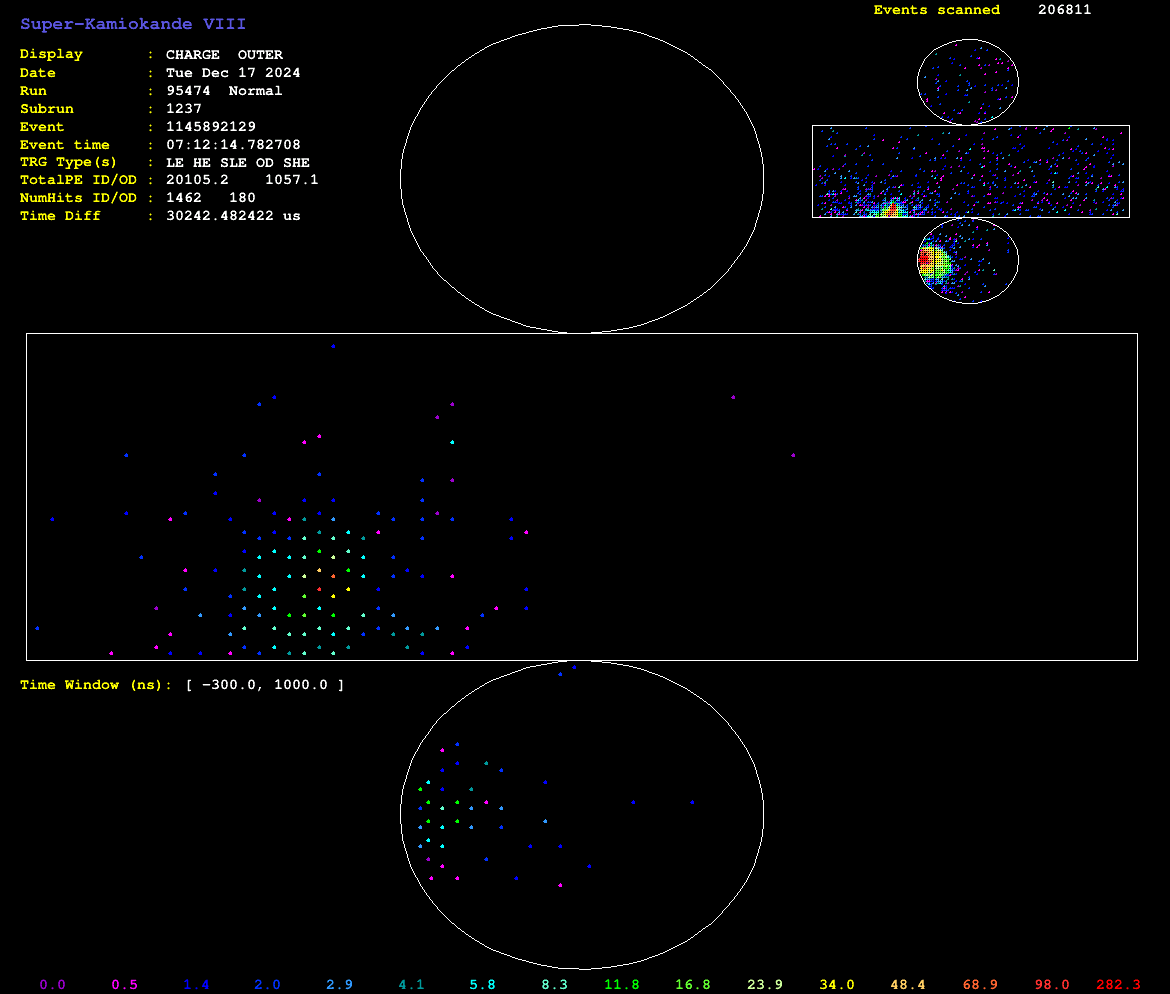 Super-Kamiokande VIII
Events scanned 206811
Display : CHARGE OUTER
Date : Tue Dec 17 2024
Run : 95474 Normal
Subrun : 1237
Event : 1145892129
Event time : 07:12:14.782708
TRG Type(s) : LE HE SLE OD SHE
TotalPE ID/OD : 20105.2 1057.1
NumHits ID/OD : 1462 180
Time Diff : 30242.482422 us
Time Window (ns): [ -300.0, 1000.0 ]
0.0 0.5 1.4 2.0 2.9 4.1 5.8 8.3 11.8 16.8 23.9 34.0 48.4 68.9 98.0 282.3